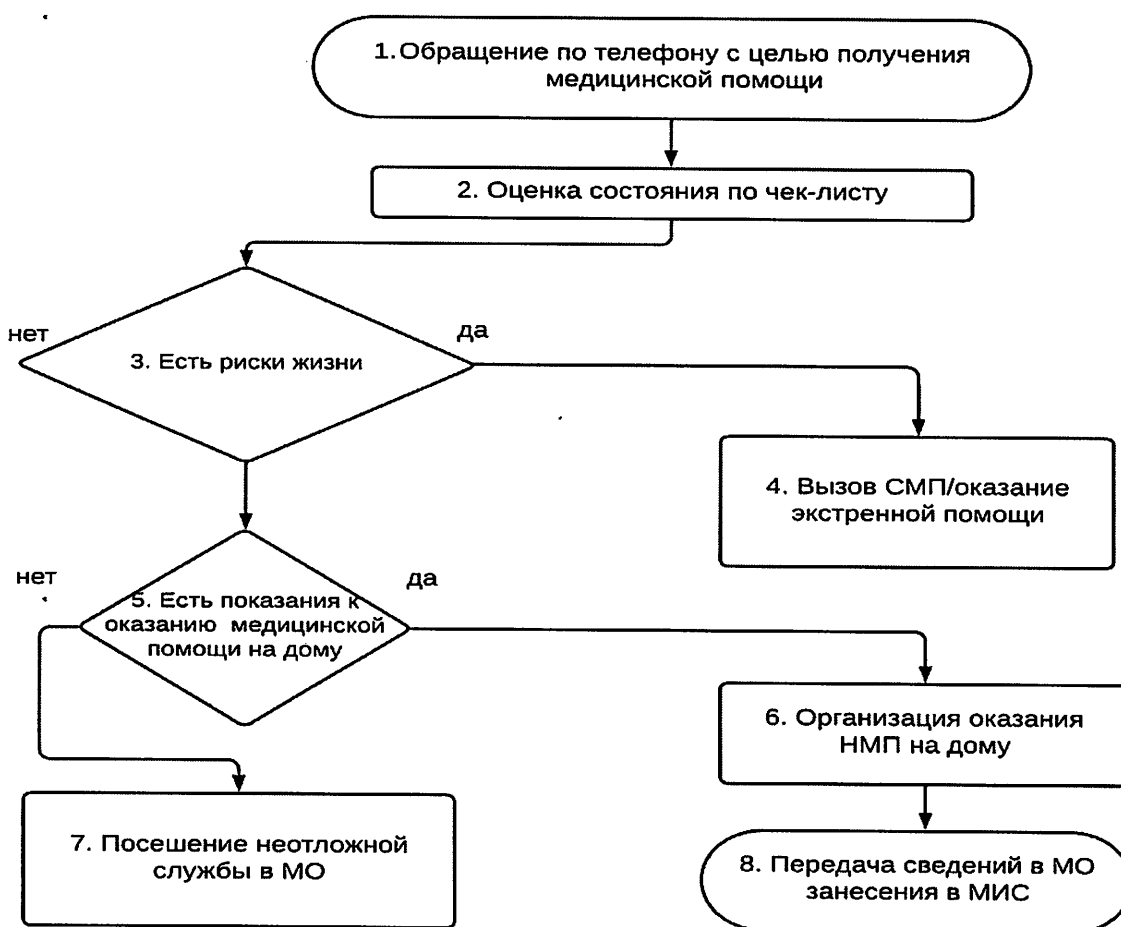 1. Обращение по телефону с целью получения
медицинской помощи
2. Оценка состояния по чек-листу
нет
да
3. Есть риски жизни
4. Вызов СМП/оказание
экстренной помощи
нет
да
5. Есть показания к
оказанию медицинской
помощи на дому
6. Организация оказания
НМП на дому
7. Посешение неотложной
службы в МО
8. Передача сведений в МО
занесения в МИС